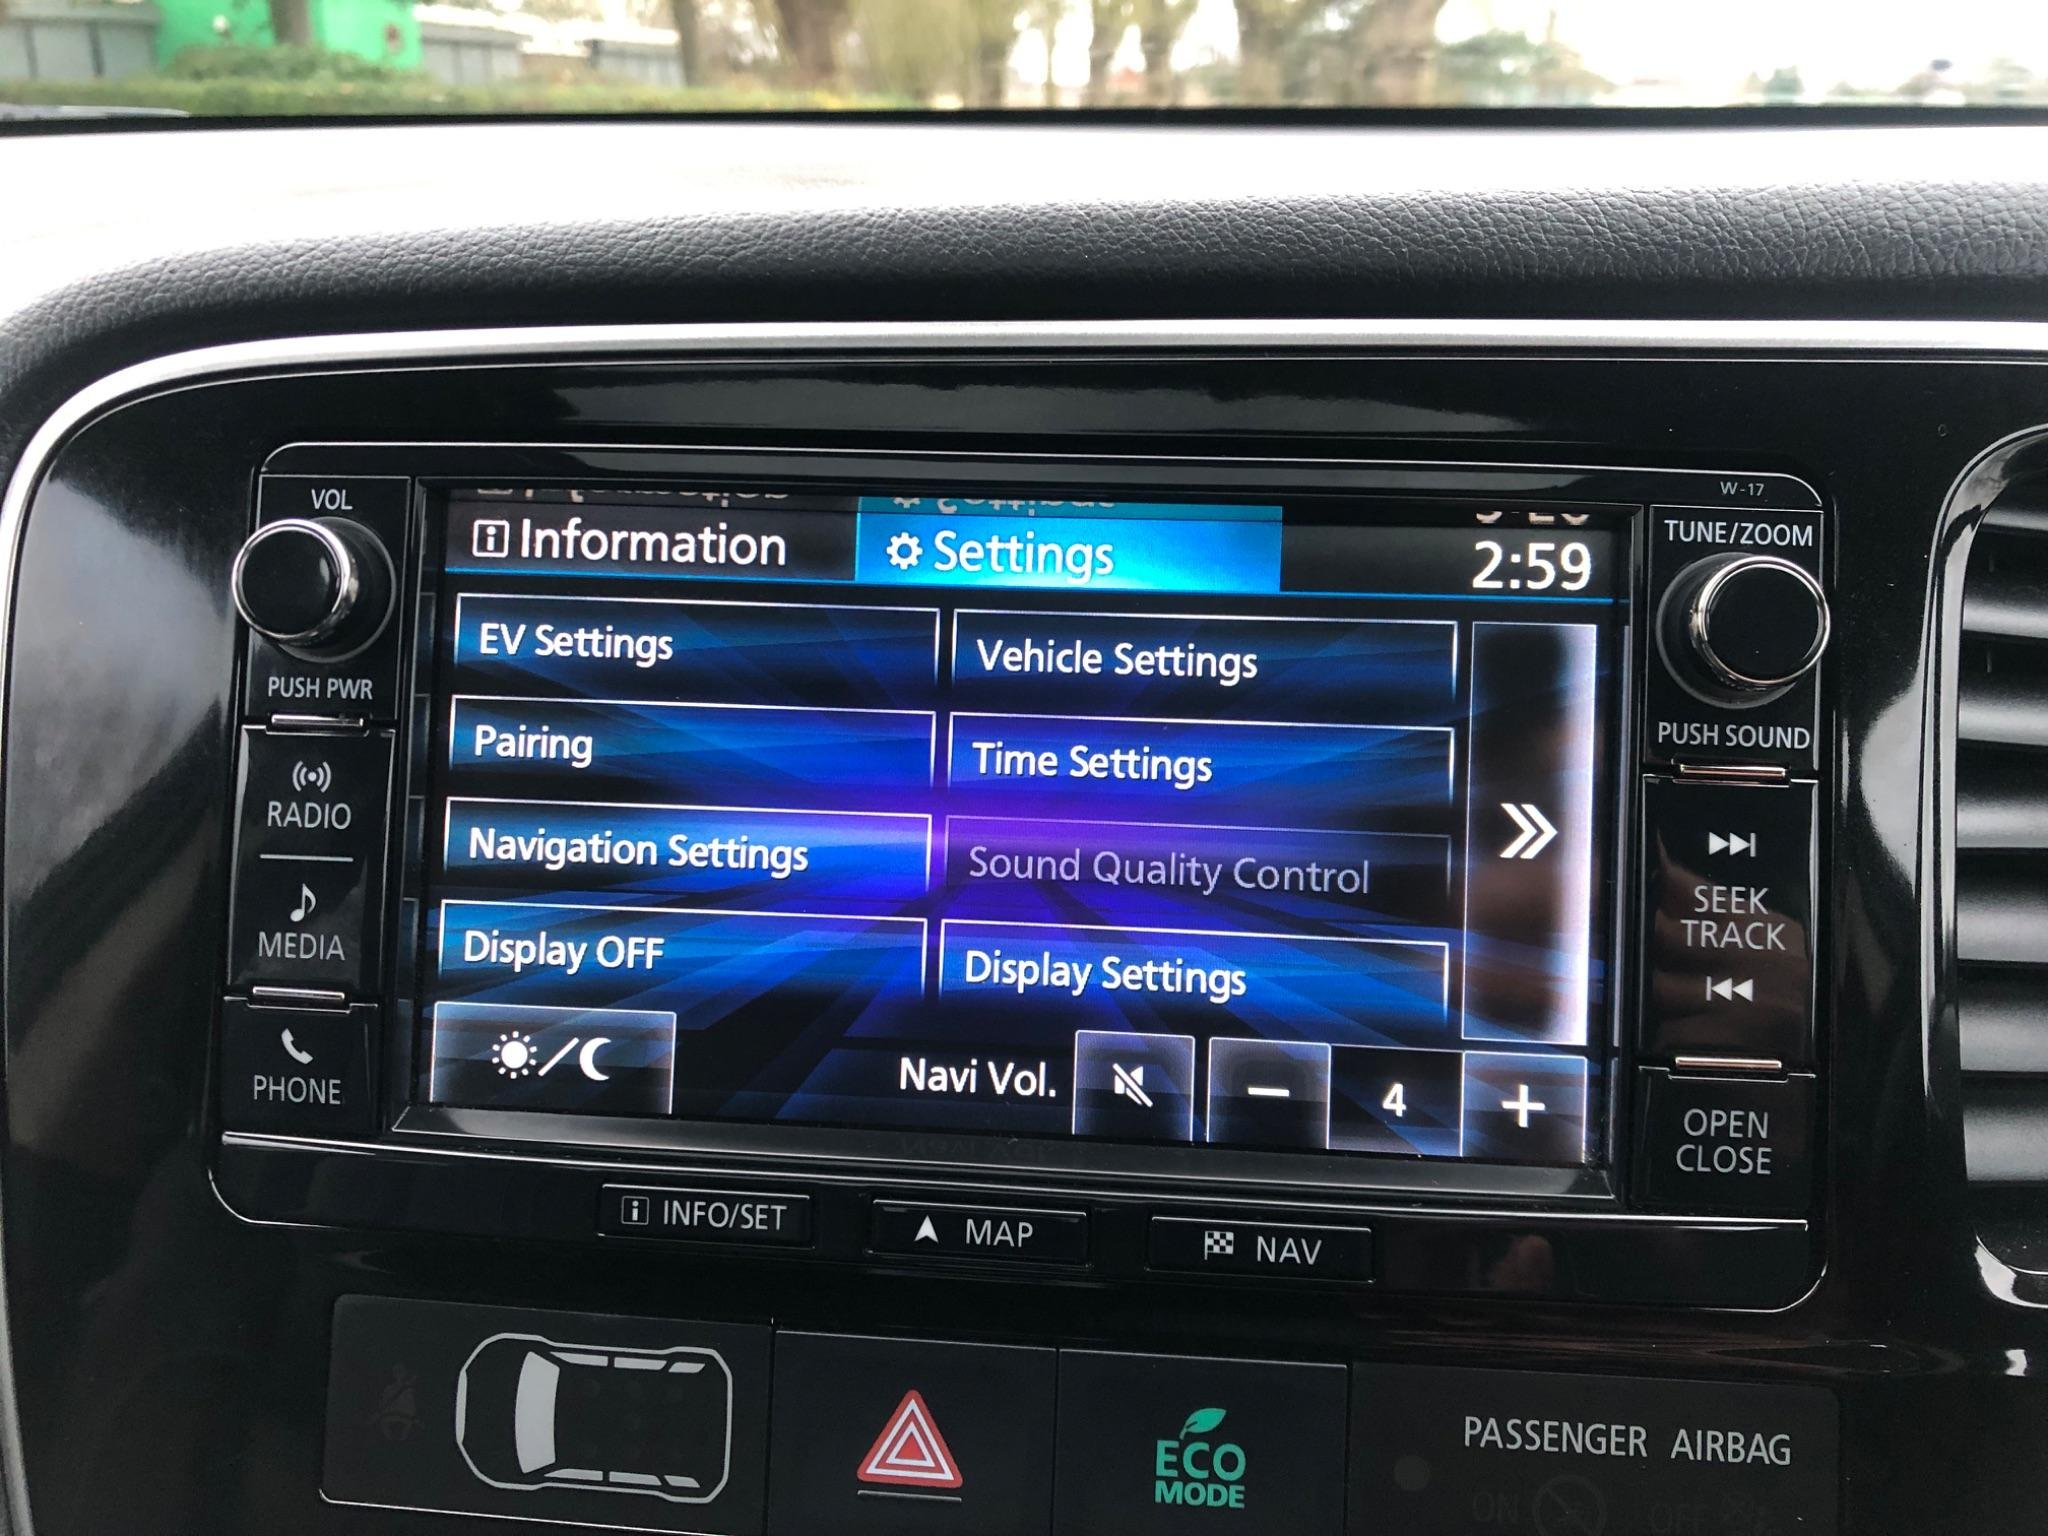 W-17
VOL
PUSH PWR
RADIO
MEDIA
PHONE
Information
Settings
2:59
EV Settings
Vehicle Settings
Pairing
Time Settings
Navigation Settings
Sound Quality Control
Display OFF
Display Settings
Navi Vol.
4
TUNE/ZOOM
PUSH SOUND
SEEK
TRACK
OPEN
CLOSE
INFO/SET
MAP
NAV
ECO
MODE
PASSENGER AIRBAG
ON
OFF